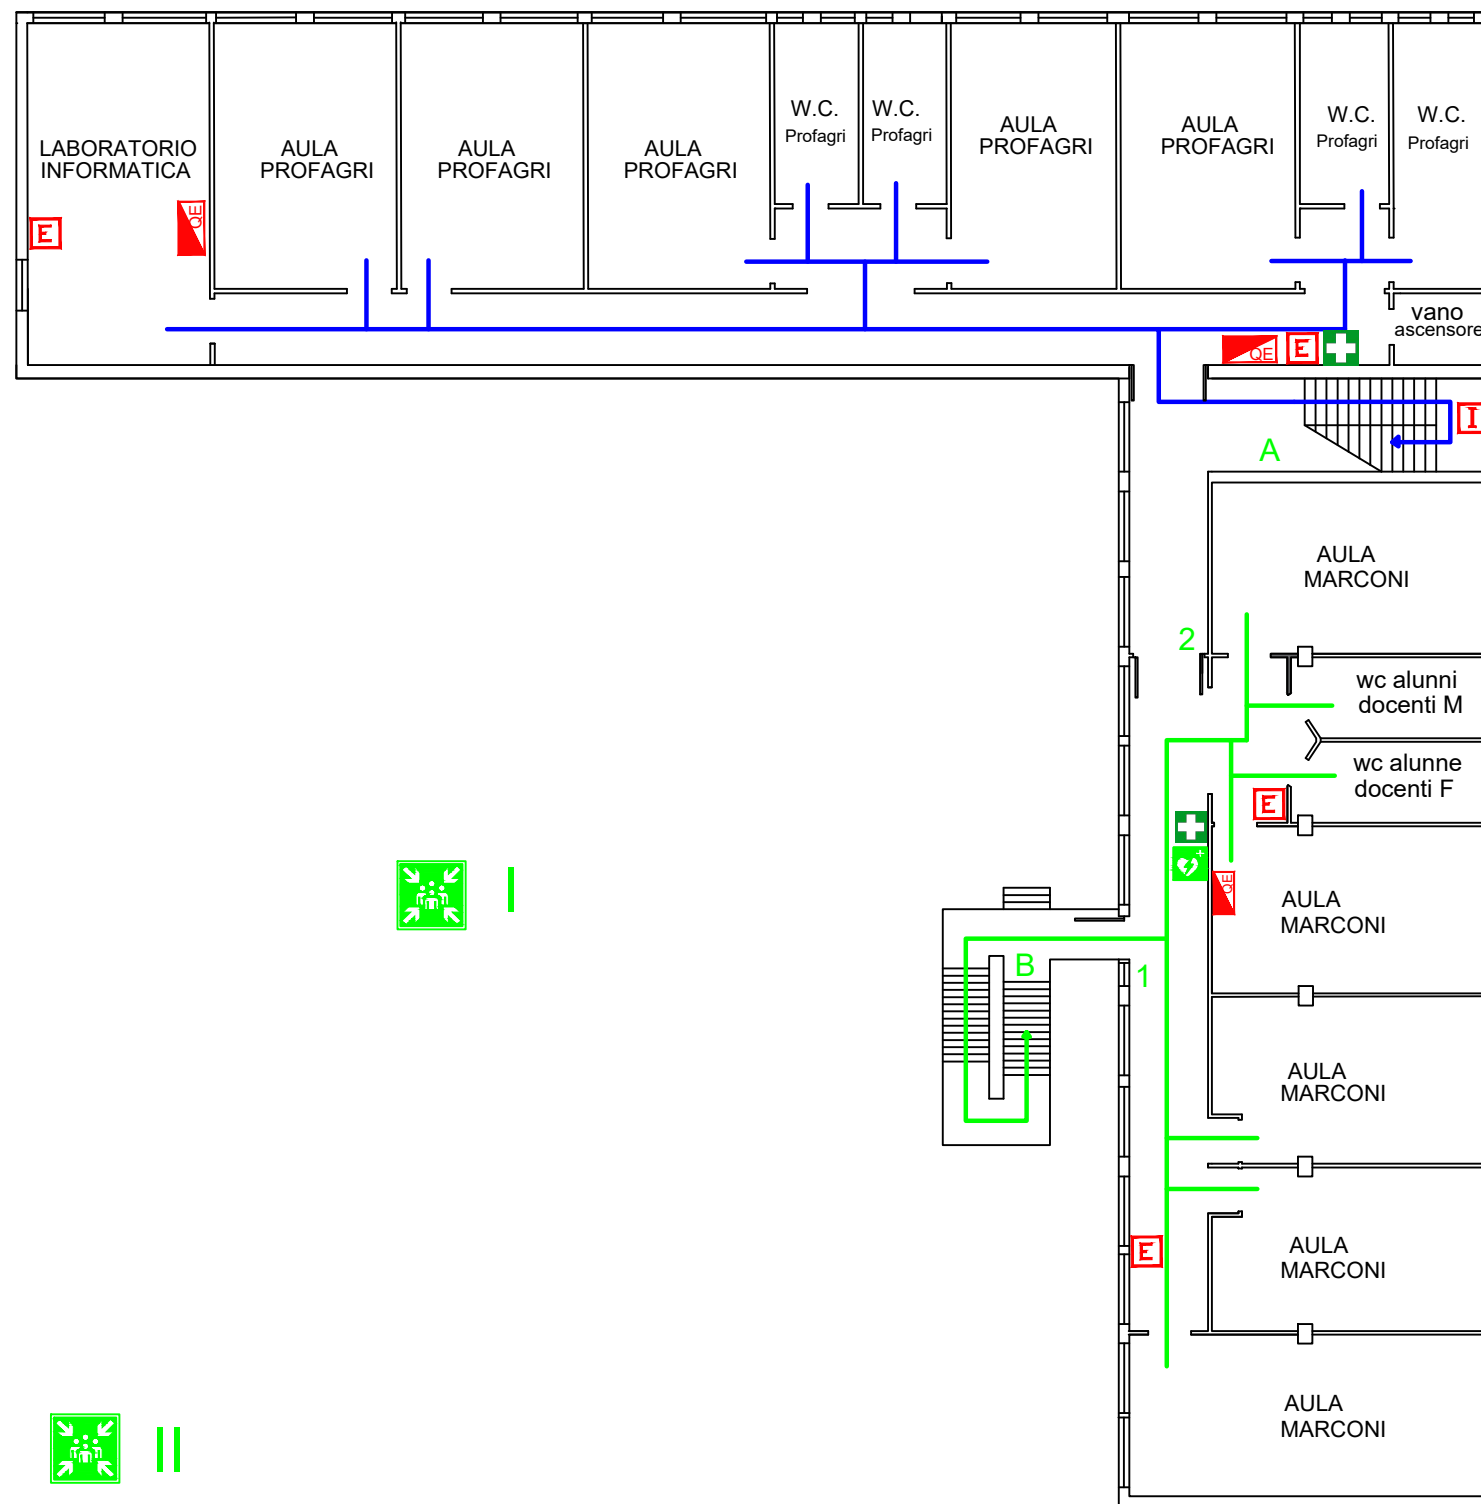 LABORATORIO
INFORMATICA
AULA
PROFAGRI
AULA
PROFAGRI
AULA
PROFAGRI
W.C.
Profagri
W.C.
Profagri
AULA
PROFAGRI
AULA
PROFAGRI
W.C.
Profagri
W.C.
Profagri
E
QE
vano
ascensore
QE
E
I
A
AULA
MARCONI
2
wc alunni
docenti M
wc alunne
docenti F
E
QE
AULA
MARCONI
I
B
1
AULA
MARCONI
E
AULA
MARCONI
AULA
MARCONI
II